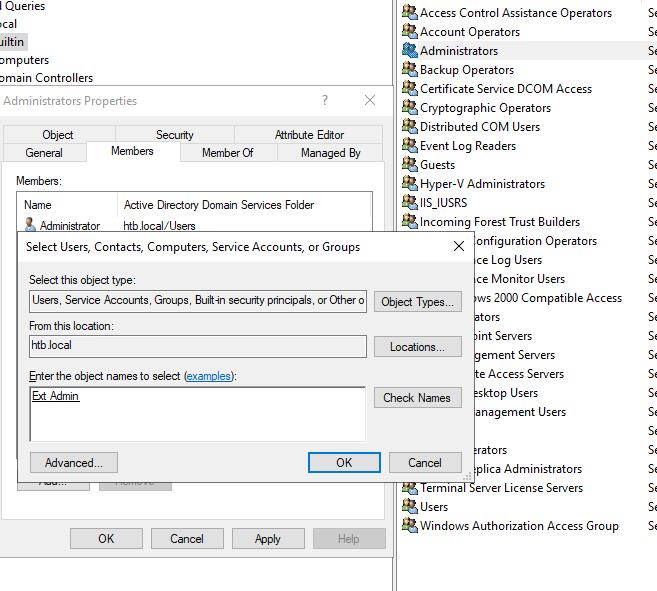 d Queries
ocal
uiltin
omputers
omain Controllers
Administrators Properties
Object
Security
Attribute Editor
General
Members
Member Of
Managed By
Members:
Name
Active Directory Domain Services Folder
Administrator
htb.local/Users
Select Users, Contacts, Computers, Service Accounts, or Groups
Select this object type:
Users, Service Accounts, Groups, Built-in security principals, or Other o
Object Types...
From this location:
htb.local
Locations...
Enter the object names to select (examples):
Ext Admin
Check Names
Advanced...
OK
Cancel
Add...
Remove
OK
Cancel
Apply
Help
Access Control Assistance Operators
Se
Account Operators
Se
Administrators
Se
Backup Operators
Se
Certificate Service DCOM Access
Se
Cryptographic Operators
Se
Distributed COM Users
Se
Event Log Readers
Se
Guests
Se
Hyper-V Administrators
Se
IIS_IUSRS
Se
Incoming Forest Trust Builders
Se
Configuration Operators
Se
nce Log Users
Se
nce Monitor Users
Se
ows 2000 Compatible Access
Se
ators
Se
oint Servers
Se
gement Servers
Se
te Access Servers
Se
esktop Users
Se
nagement Users
Se
Se
erators
Se
eplica Administrators
Se
Terminal Server License Servers
Se
Users
Se
Windows Authorization Access Group
Se